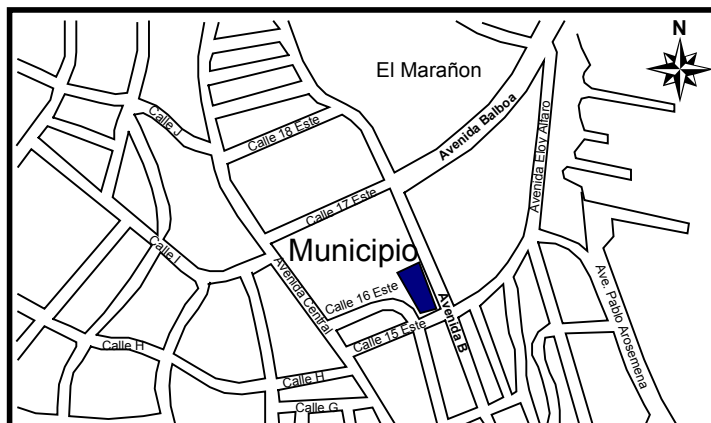 N
El Marañon
Calle J
Calle 18 Este
Avenida Balboa
Avenida Eloy Alfaro
Calle 17 Este
Municipio
Calle I
Avenida Central
Calle 16 Este
Avenida B
Ave. Pablo Arosemena
Calle 15 Este
Calle H
Calle H
Calle G